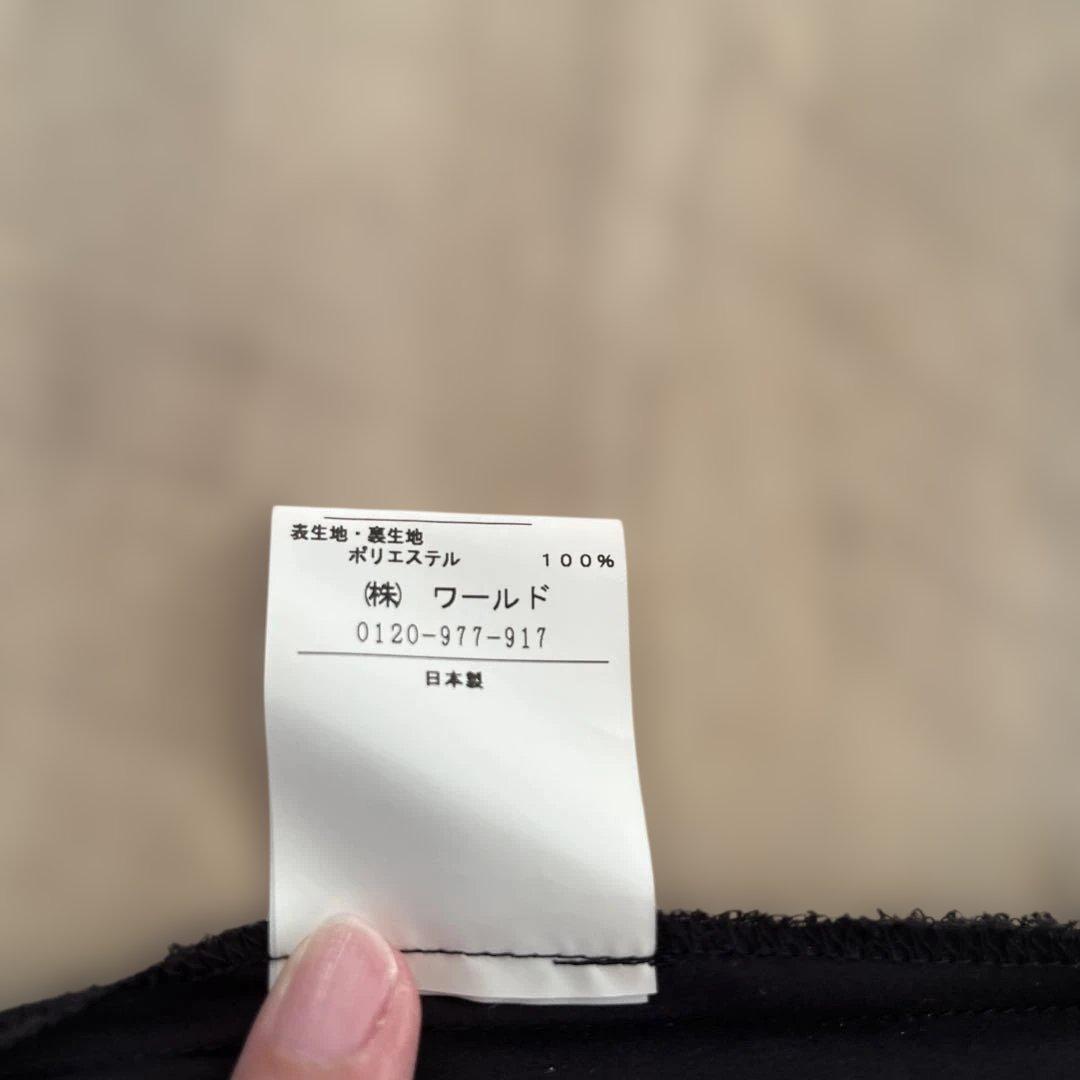 表生地・裏生地
ポリエステル 100%
㈱ ワールド
0120-977-917
日本製